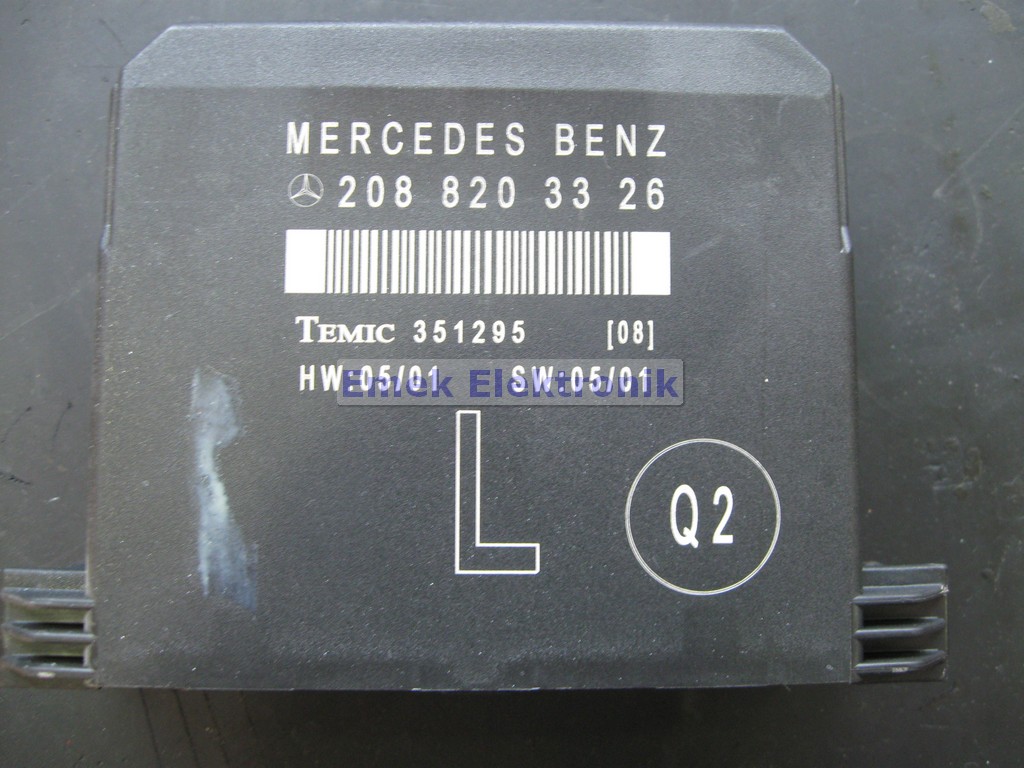 MERCEDES BENZ
208 820 33 26
TEMIC 351295 [08]
HW:05/01 SW:05/01
Emek Elektronik
L
Q2